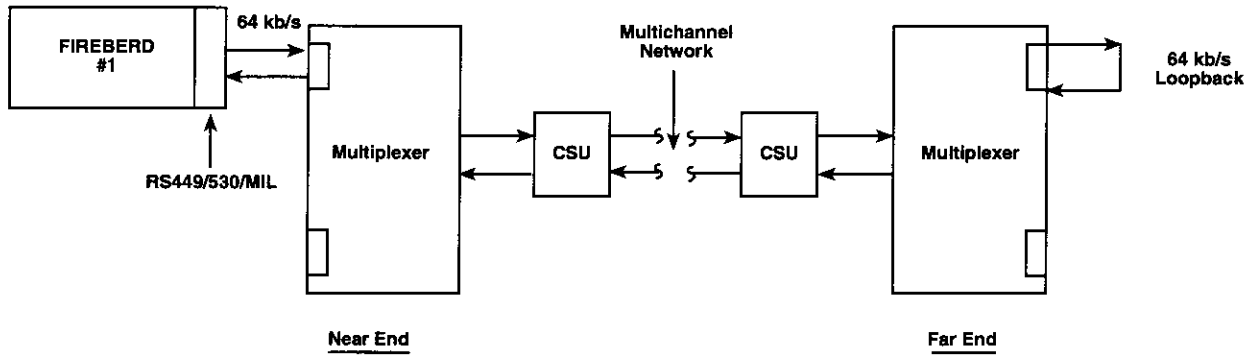 FIREBERD
#1
64 kb/s
RS449/530/MIL
Multiplexer
CSU
Multichannel
Network
CSU
Multiplexer
64 kb/s
Loopback
Near End
Far End